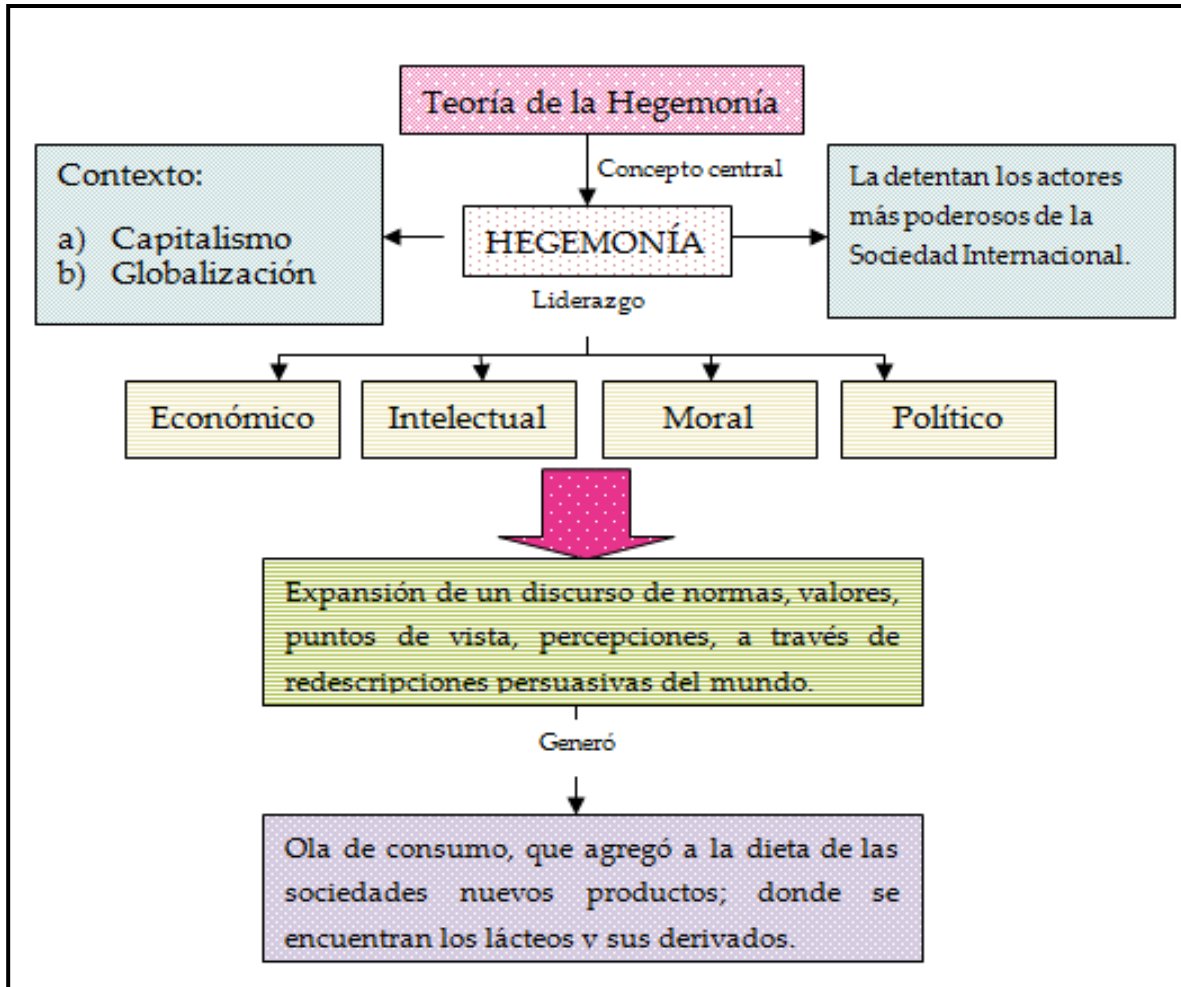 Teoría de la Hegemonía
Concepto central
Contexto:
a) Capitalismo
b) Globalización
HEGEMONÍA
La detentan los actores
más poderosos de la
Sociedad Internacional.
Liderazgo
Económico
Intelectual
Moral
Político
Expansión de un discurso de normas, valores,
puntos de vista, percepciones, a través de
redescripciones persuasivas del mundo.
Generó
Ola de consumo, que agregó a la dieta de las
sociedades nuevos productos; donde se
encuentran los lácteos y sus derivados.